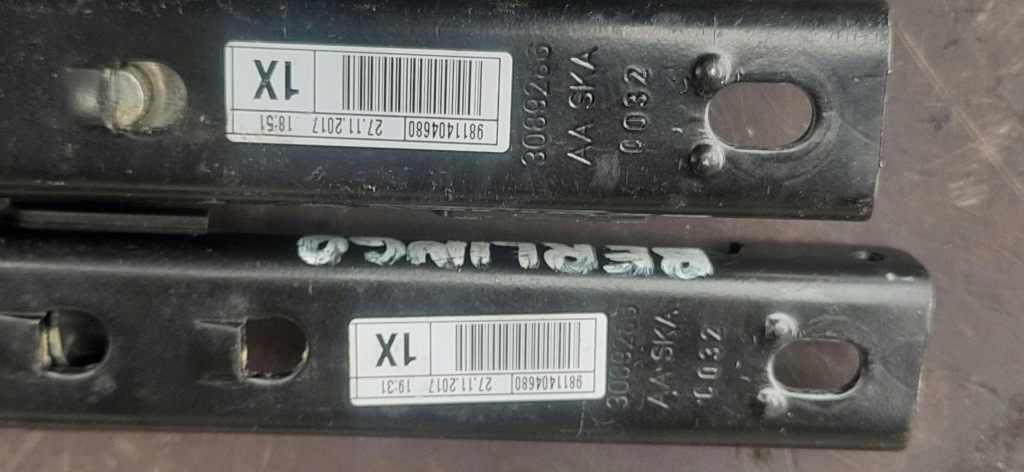 1X
9811404680 27.11.2017 18:51
3089266
AA SKA
0032
BERLINGO
1X
9811404680 27.11.2017 19:31
3089266
AA SKA
0032